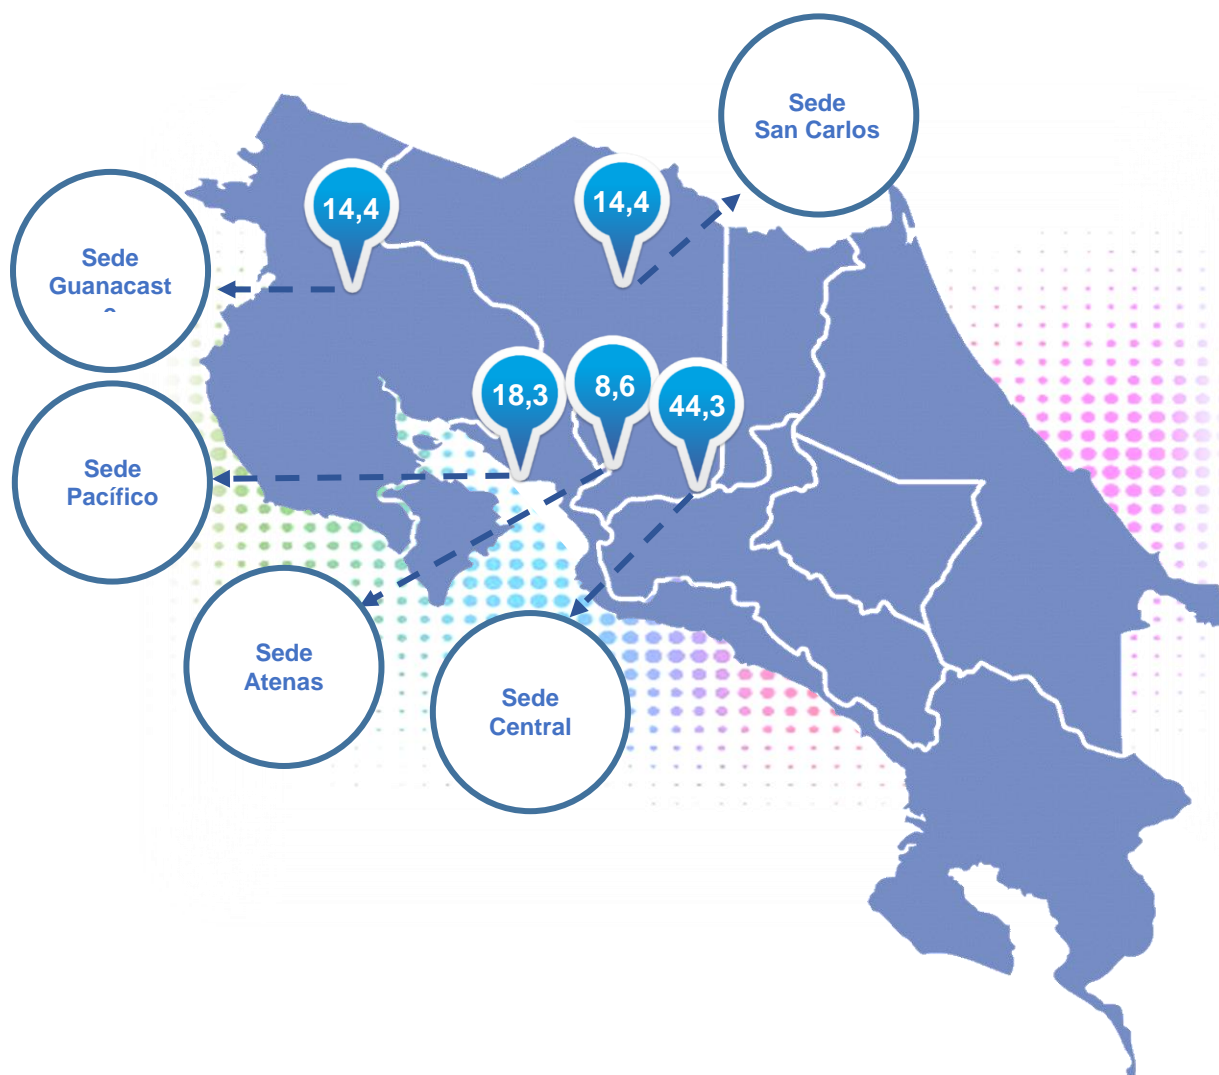 Sede
San Carlos
14,4
14,4
Sede
Guanacast
18,3
8,6
44,3
Sede
Pacífico
Sede
Atenas
Sede
Central